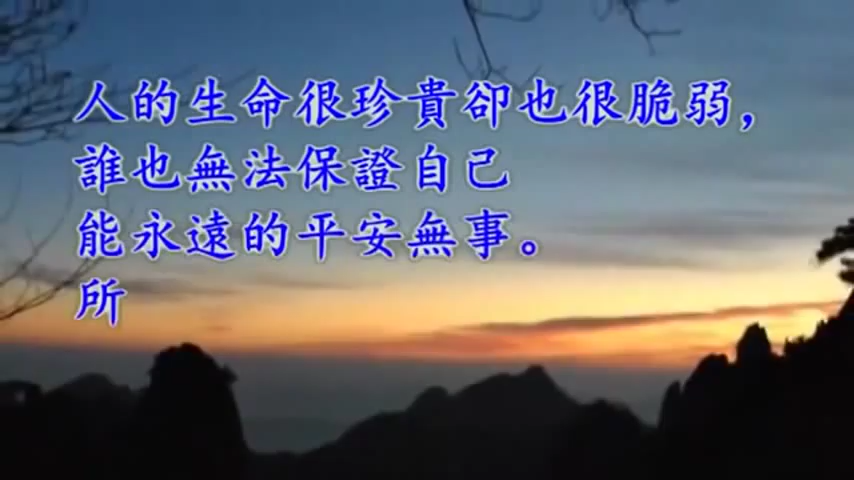 人的生命很珍貴卻也很脆弱，
誰也無法保證自己
能永遠的平安無事。
所